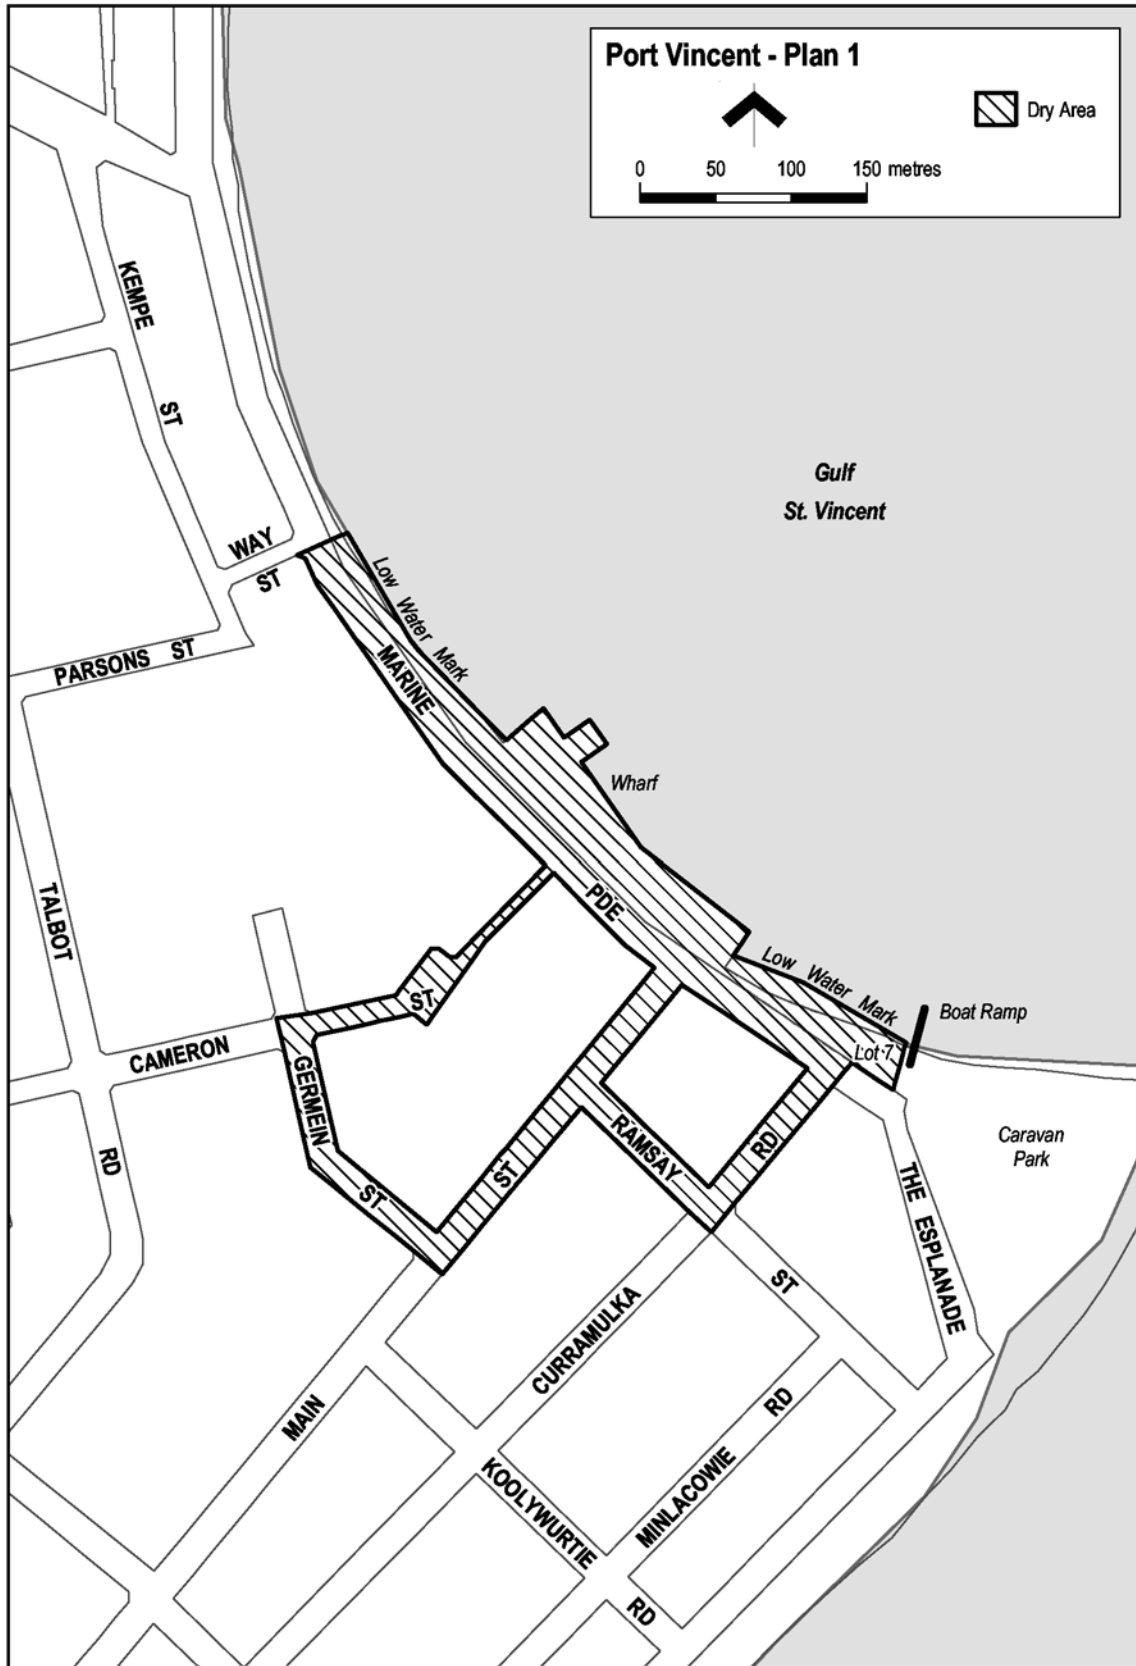 Port Vincent - Plan 1
Dry Area
0 50 100 150 metres
KEMPE ST
Gulf
St. Vincent
WAY ST
Low Water Mark
PARSONS ST
MARINE PDE
Wharf
TALBOT RD
Low Water Mark
Boat Ramp
CAMERON ST
Lot 7
GERMEIN ST
RAMSAY ST
Caravan
Park
THE ESPLANADE
MAIN ST
CURRAMULKA RD
MINLACOWIE RD
KOOLYWURTIE RD